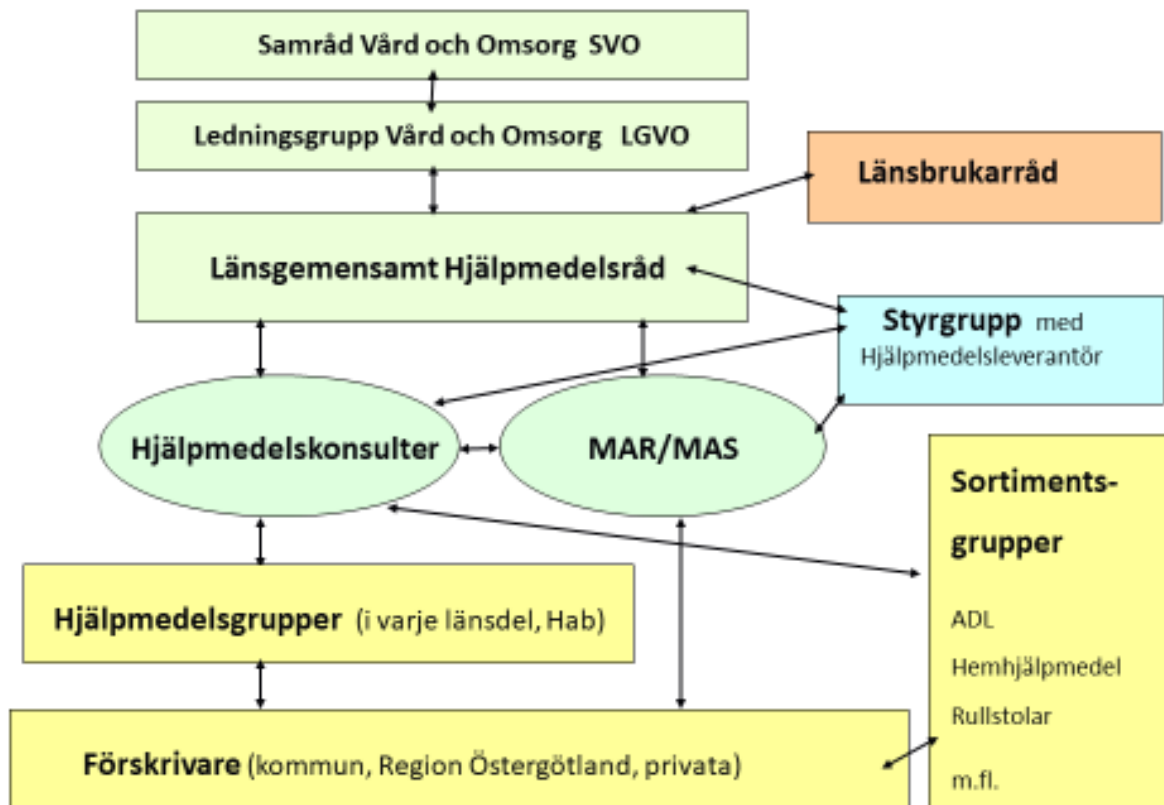 Samråd Vård och Omsorg SVO
Ledningsgrupp Vård och Omsorg LGVO
Länsbrukarråd
Länsgemensamt Hjälpmedelsråd
Styrgrupp med
Hjälpmedelsleverantör
Hjälpmedelskonsulter
MAR/MAS
Sortiments-
grupper
ADL
Hemhjälpmedel
Rullstolar
m.fl.
Hjälpmedelsgrupper (i varje länsdel, Hab)
Förskrivare (kommun, Region Östergötland, privata)